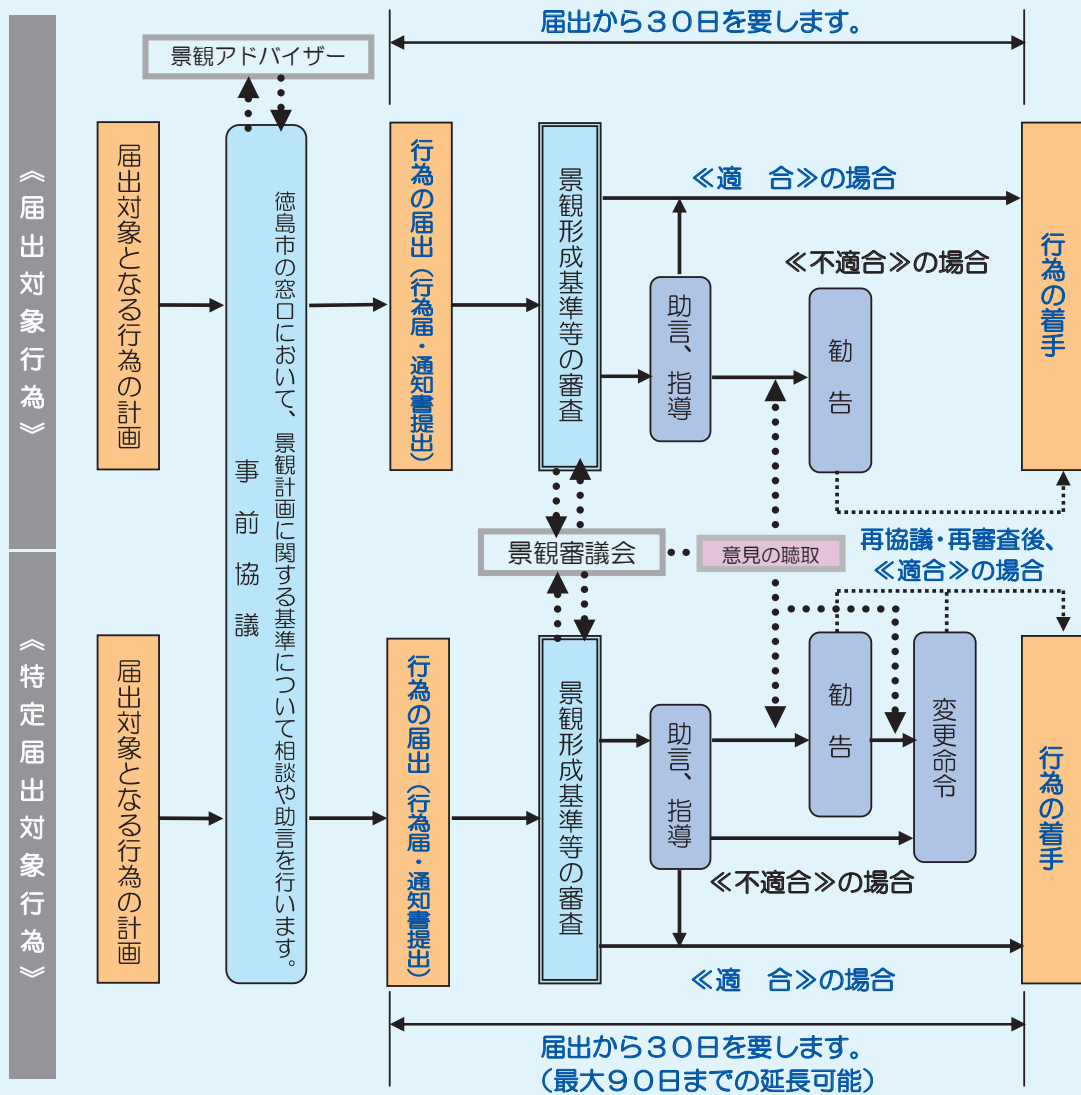 届出から３０日を要します。
景観アドバイザー
≪届出対象行為≫
届出対象となる行為の計画
徳島市の窓口において、景観計画に関する基準について相談や助言を行います。
事前協議
行為の届出（行為届・通知書提出）
景観形成基準等の審査
≪適　合≫の場合
≪不適合≫の場合
助言、指導
勧告
行為の着手
景観審議会
意見の聴取
再協議・再審査後、
≪適合≫の場合
≪特定届出対象行為≫
届出対象となる行為の計画
行為の届出（行為届・通知書提出）
景観形成基準等の審査
助言、指導
勧告
変更命令
≪不適合≫の場合
≪適　合≫の場合
行為の着手
届出から３０日を要します。
（最大９０日までの延長可能）